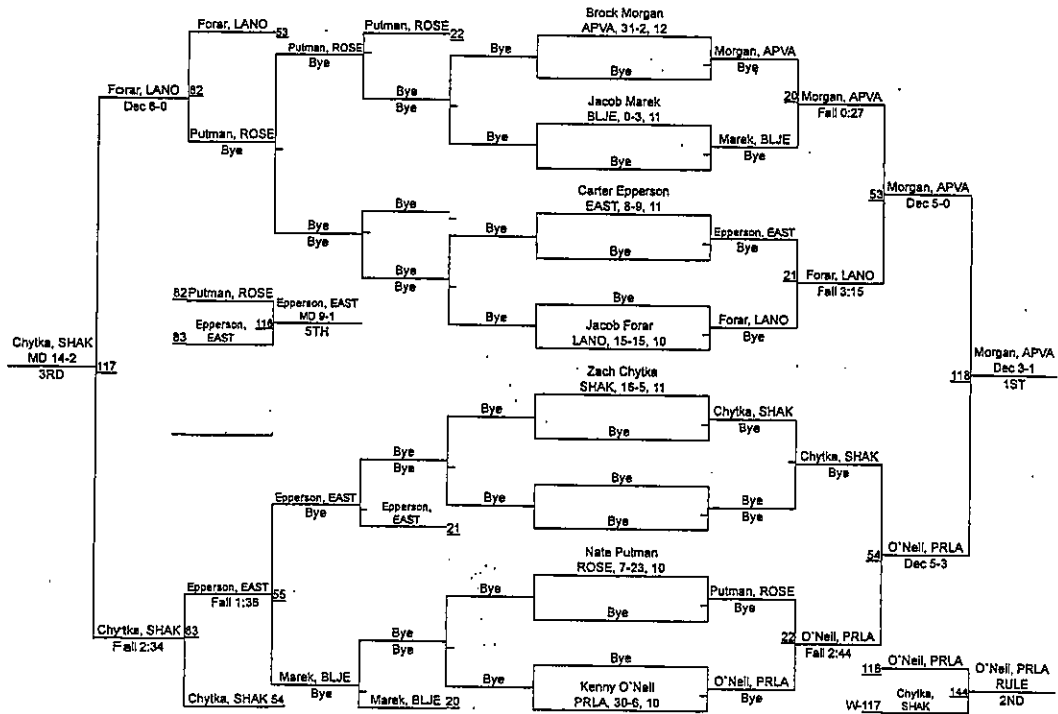 Brock Morgan
APVA, 31-2, 12
Forar, LANO
53
Putman, ROSE
22
Bye
Morgan, APVA
Bye
Putman, ROSE
Bye
Bye
20
Morgan, APVA
Fall 0:27
Forar, LANO
Dec 6-0
82
Bye
Bye
Jacob Marek
BLJE, 0-3, 11
Putman, ROSE
Bye
Bye
Marek, BLJE
Bye
Bye
Carter Epperson
EAST, 8-9, 11
53
Morgan, APVA
Dec 5-0
Bye
Bye
Bye
Bye
Bye
Epperson, EAST
Bye
Bye
Bye
Bye
21
Forar, LANO
Fall 3:15
82
Putman, ROSE
Bye
Bye
Epperson, EAST
MD 9-1
116
5TH
Epperson,
EAST
83
Jacob Forar
LANO, 15-15, 10
Forar, LANO
Bye
Chytka, SHAK
MD 14-2
3RD
117
Morgan, APVA
Dec 3-1
1ST
118
Zach Chytka
SHAK, 16-5, 11
Bye
Chytka, SHAK
Bye
Bye
Bye
Bye
Chytka, SHAK
Bye
Epperson, EAST
Bye
Bye
Bye
Bye
Bye
Bye
Epperson,
EAST
21
54
O`Neil, PRLA
Dec 5-3
Nate Putman
ROSE, 7-23, 10
Epperson, EAST
Fall 1:36
55
Bye
Putman, ROSE
Bye
Bye
Chytka, SHAK
Fall 2:34
83
Bye
Bye
22
O`Neil, PRLA
Fall 2:44
Marek, BLJE
Bye
Bye
Bye
Kenny O`Neil
PRLA, 30-6, 10
O`Neil, PRLA
Bye
Chytka, SHAK
54
Marek, BLJE
20
118
O`Neil, PRLA
Chytka,
SHAK
144
O`Neil, PRLA
RULE
2ND
W-117